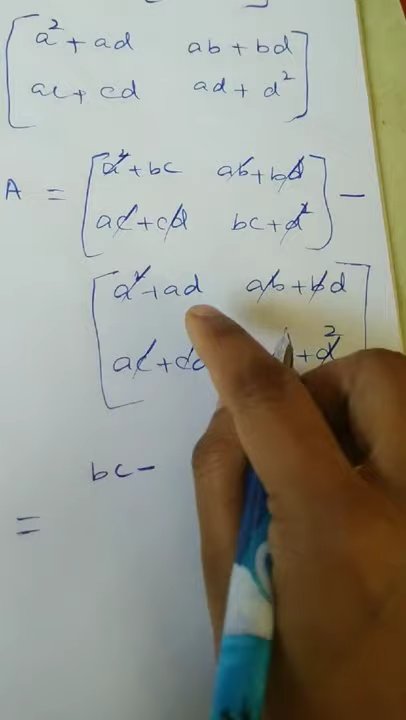 a² + ad ab + bd
ac + cd ad + d²
A = a² + bc ab + bd −
ac + cd bc + d²
a² + ad ab + bd
ac + + d²
bc −
=